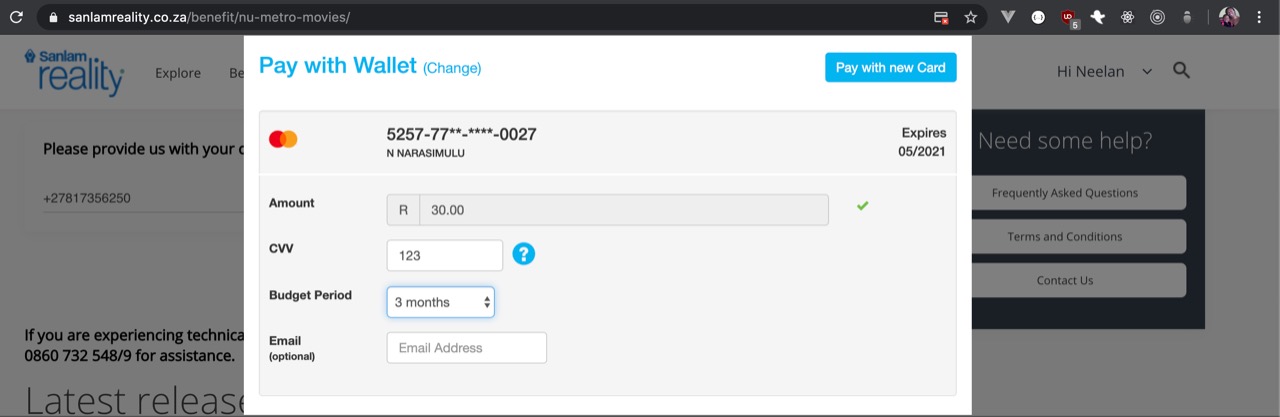 sanlamreality.co.za/benefit/nu-metro-movies/
5
Sanlam
reality
Explore
Be
Hi Neelan
Pay with Wallet (Change)
Pay with new Card
5257-77**-****-0027
N NARASIMULU
Expires
05/2021
Please provide us with your c
+27817356250
Amount
R 30.00
CVV
123
?
Budget Period
3 months
Email
(optional)
Email Address
Need some help?
Frequently Asked Questions
Terms and Conditions
Contact Us
If you are experiencing technica
0860 732 548/9 for assistance.
Latest release